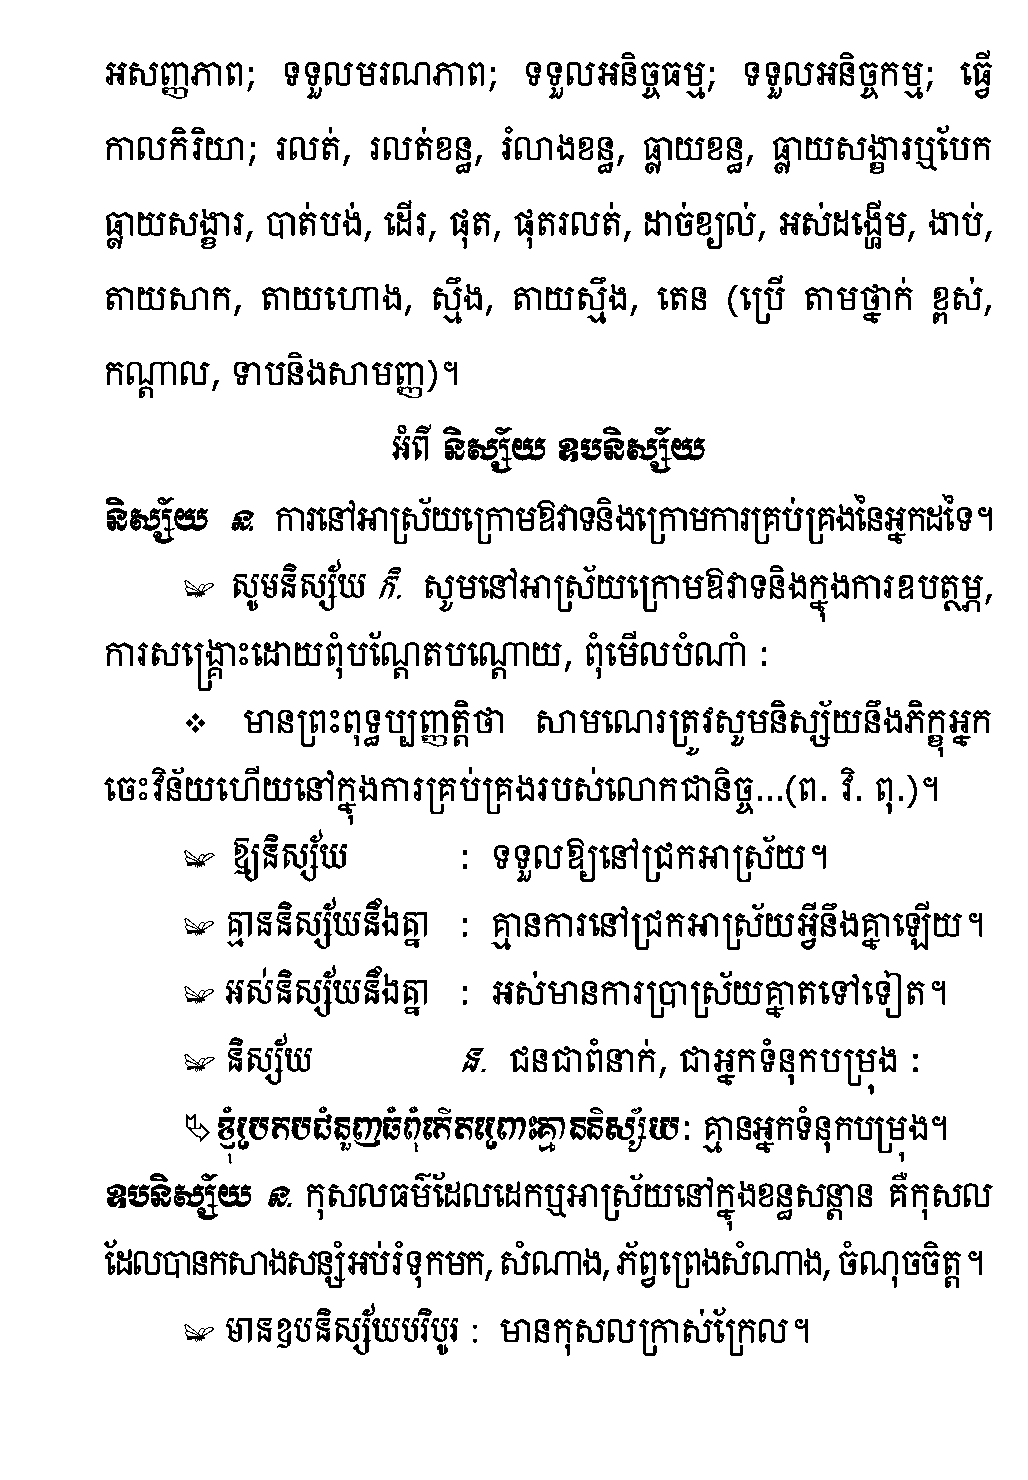 អសញ្ញភាព; ទទួលមរណភាព; ទទួលអនិច្ចធម្ម; ទទួលអនិច្ចកម្ម; ធ្វើ
កាលកិរិយា; រលត់, រលត់ខន្ធ, រំលាងខន្ធ, ធ្លាយខន្ធ, ធ្លាយសង្ខារឬបែក
ធ្លាយសង្ខារ, បាត់បង់, ដើរ, ផុត, ផុតរលត់, ដាច់ខ្យល់, អស់ដង្ហើម, ងាប់,
តាយសាក, តាយហោង, ស្មឹង, តាយស្មឹង, តេន (ប្រើ តាមថ្នាក់ ខ្ពស់,
កណ្ដាល, ទាបនិងសាមញ្ញ)។
អំពី និស្ស័យ ឧបនិស្ស័យ
និស្ស័យ ន. ការនៅអាស្រ័យក្រោមឱវាទនិងក្រោមការគ្រប់គ្រងនៃអ្នកដទៃ។
សូមនិស្ស័យ កិ. សូមនៅអាស្រ័យក្រោមឱវាទនិងក្នុងការឧបត្ថម្ភ,
ការសង្គ្រោះដោយពុំបណ្ដែតបណ្ដោយ, ពុំមើលបំណាំ :
❖ មានព្រះពុទ្ធប្បញ្ញត្តិថា សាមណេរត្រូវសូមនិស្ស័យនឹងភិក្ខុអ្នក
ចេះវិន័យហើយនៅក្នុងការគ្រប់គ្រងរបស់លោកជានិច្ច...(ព. វិ. ពុ.)។
ឱ្យនិស្ស័យ : ទទួលឱ្យនៅជ្រកអាស្រ័យ។
គ្មាននិស្ស័យនឹងគ្នា : គ្មានការនៅជ្រកអាស្រ័យអ្វីនឹងគ្នាឡើយ។
អស់និស្ស័យនឹងគ្នា : អស់មានការប្រាស្រ័យគ្នាតទៅទៀត។
និស្ស័យ ន. ជនជាពំនាក់, ជាអ្នកទំនុកបម្រុង :
ខ្ញុំប្រកបជំនួញធំពុំកើតព្រោះគ្មាននិស្ស័យ: គ្មានអ្នកទំនុកបម្រុង។
ឧបនិស្ស័យ ន. កុសលធម៌ដែលដេកឬអាស្រ័យនៅក្នុងខន្ធសន្ដាន គឺកុសល
ដែលបានកសាងសន្សំអប់រំទុកមក, សំណាង, ភ័ព្វព្រេងសំណាង, ចំណុចចិត្ត។
មានឧបនិស្ស័យបរិបូរ : មានកុសលក្រាស់ក្រែល។